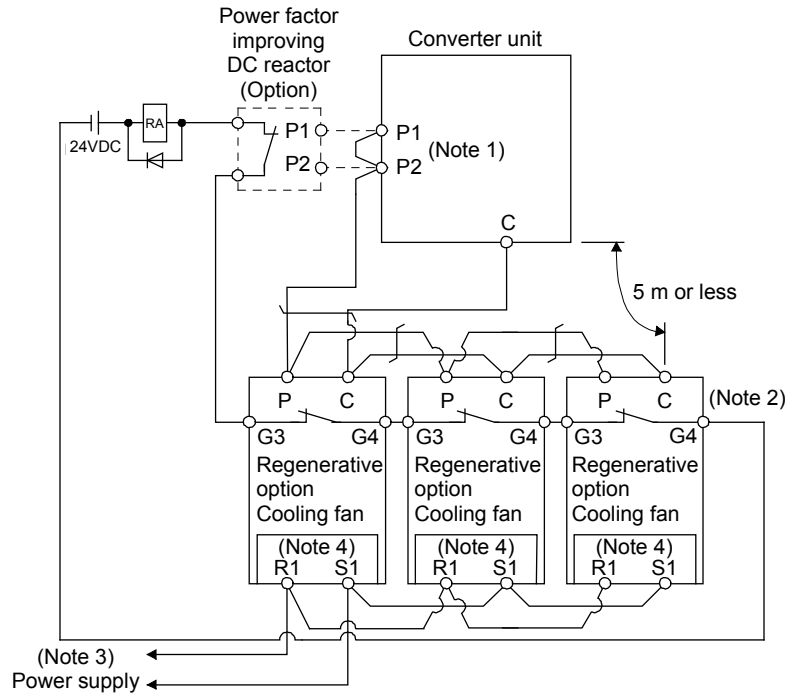 Power factor
improving
DC reactor
(Option)
Converter unit
RA
24VDC
P1
P2
P1
P2
(Note 1)
C
5 m or less
P C
P C
P C
(Note 2)
G3 G4
G3 G4
G3 G4
Regenerative
option
Cooling fan
Regenerative
option
Cooling fan
Regenerative
option
Cooling fan
(Note 4)
R1 S1
(Note 4)
R1 S1
(Note 4)
R1 S1
(Note 3)
Power supply